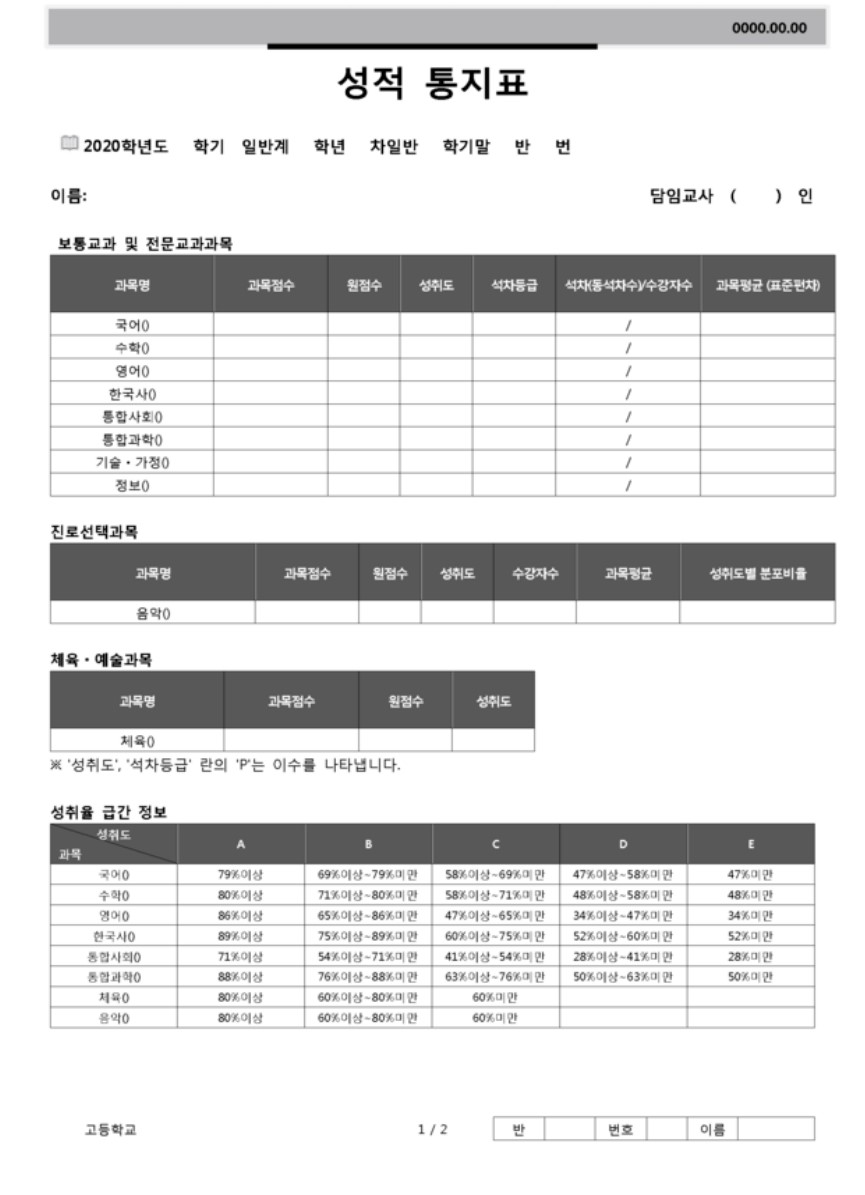 0000.00.00
성적 통지표
2020학년도 학기 일반계 학년 차일반 학기말 반 번
이름: 담임교사 ( ) 인
보통교과 및 전문교과과목
과목명 과목점수 원점수 성취도 석차등급 석차(동석차수)/수강자수 과목평균 (표준편차)
국어() /
수학() /
영어() /
한국사() /
통합사회() /
통합과학() /
기술・가정() /
정보() /
진로선택과목
과목명 과목점수 원점수 성취도 수강자수 과목평균 성취도별 분포비율
음악()
체육・예술과목
과목명 과목점수 원점수 성취도
체육()
※ '성취도', '석차등급' 란의 'P'는 이수를 나타냅니다.
성취율 급간 정보
성취도
과목 A B C D E
국어() 79%이상 69%이상~79%미만 58%이상~69%미만 47%이상~58%미만 47%미만
수학() 80%이상 71%이상~80%미만 58%이상~71%미만 48%이상~58%미만 48%미만
영어() 86%이상 65%이상~86%미만 47%이상~65%미만 34%이상~47%미만 34%미만
한국사() 89%이상 75%이상~89%미만 60%이상~75%미만 52%이상~60%미만 52%미만
통합사회() 71%이상 54%이상~71%미만 41%이상~54%미만 28%이상~41%미만 28%미만
통합과학() 88%이상 76%이상~88%미만 63%이상~76%미만 50%이상~63%미만 50%미만
체육() 80%이상 60%이상~80%미만 60%미만
음악() 80%이상 60%이상~80%미만 60%미만
고등학교 1 / 2 반 번호 이름